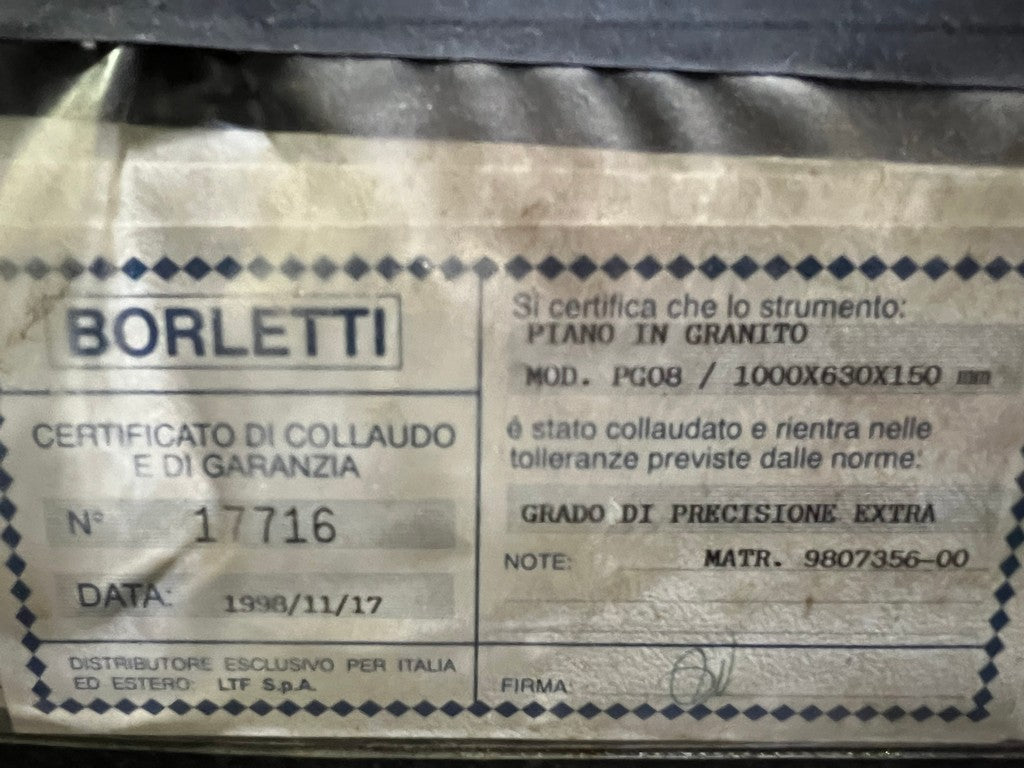 BORLETTI
CERTIFICATO DI COLLAUDO
E DI GARANZIA
N° 17716
DATA: 1998/11/17
DISTRIBUTORE ESCLUSIVO PER ITALIA
ED ESTERO: LTF S.p.A.
Si certifica che lo strumento:
PIANO IN GRANITO
MOD. PG08 / 1000X630X150 mm
é stato collaudato e rientra nelle
tolleranze previste dalle norme:
GRADO DI PRECISIONE EXTRA
NOTE: MATR. 9807356-00
FIRMA: